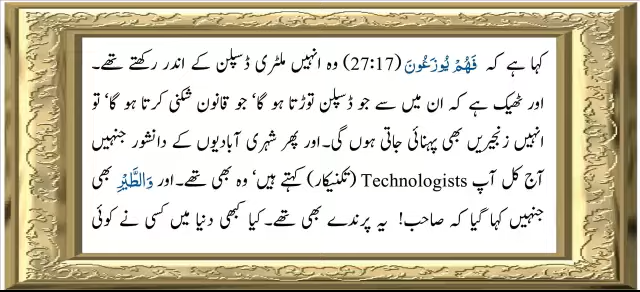 کہا ہے کہ فَهُمْ يُوزَعُونَ (27:17) وہ انہیں ملٹری ڈسپلن کے اندر رکھتے تھے۔
اور ٹھیک ہے کہ ان میں سے جو ڈسپلن توڑتا ہو گا‘ جو قانون شکنی کرتا ہو گا‘ تو
انہیں زنجیریں بھی پہنائی جاتی ہوں گی۔اور پھر شہری آبادیوں کے دانشور جنہیں
آج کل آپ Technologists (تکنیکار) کہتے ہیں‘ وہ بھی تھے۔اور وَالطَّيْرِ بھی
جنہیں کہا گیا کہ صاحب! یہ پرندے بھی تھے۔کیا کبھی دنیا میں کسی نے کوئی